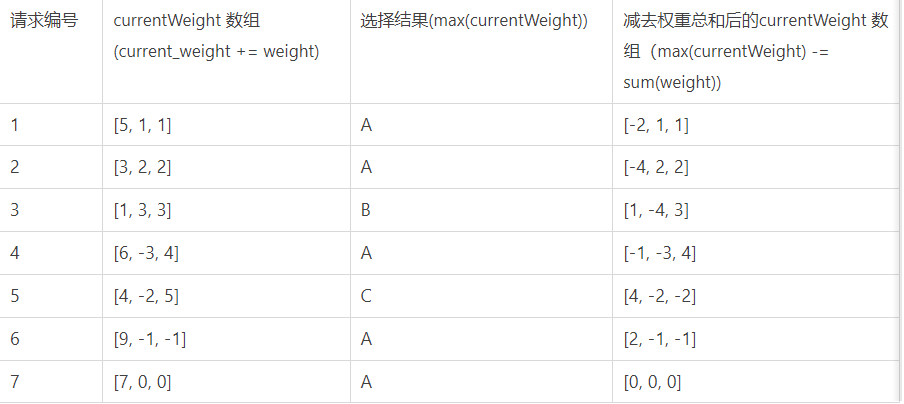 请求编号
currentWeight 数组
(current_weight += weight)
选择结果(max(currentWeight))
减去权重总和后的currentWeight 数
组（max(currentWeight) -=
sum(weight))
1 [5, 1, 1] A [-2, 1, 1]
2 [3, 2, 2] A [-4, 2, 2]
3 [1, 3, 3] B [1, -4, 3]
4 [6, -3, 4] A [-1, -3, 4]
5 [4, -2, 5] C [4, -2, -2]
6 [9, -1, -1] A [2, -1, -1]
7 [7, 0, 0] A [0, 0, 0]